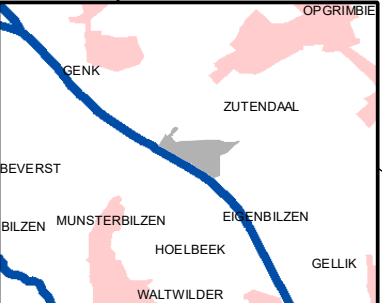 OPGRIMBIE
GENK
ZUTENDAAL
BEVERST
EIGENBILZEN
MUNSTERBILZEN
BILZEN
HOELBEEK
GELLIK
WALTWILDER